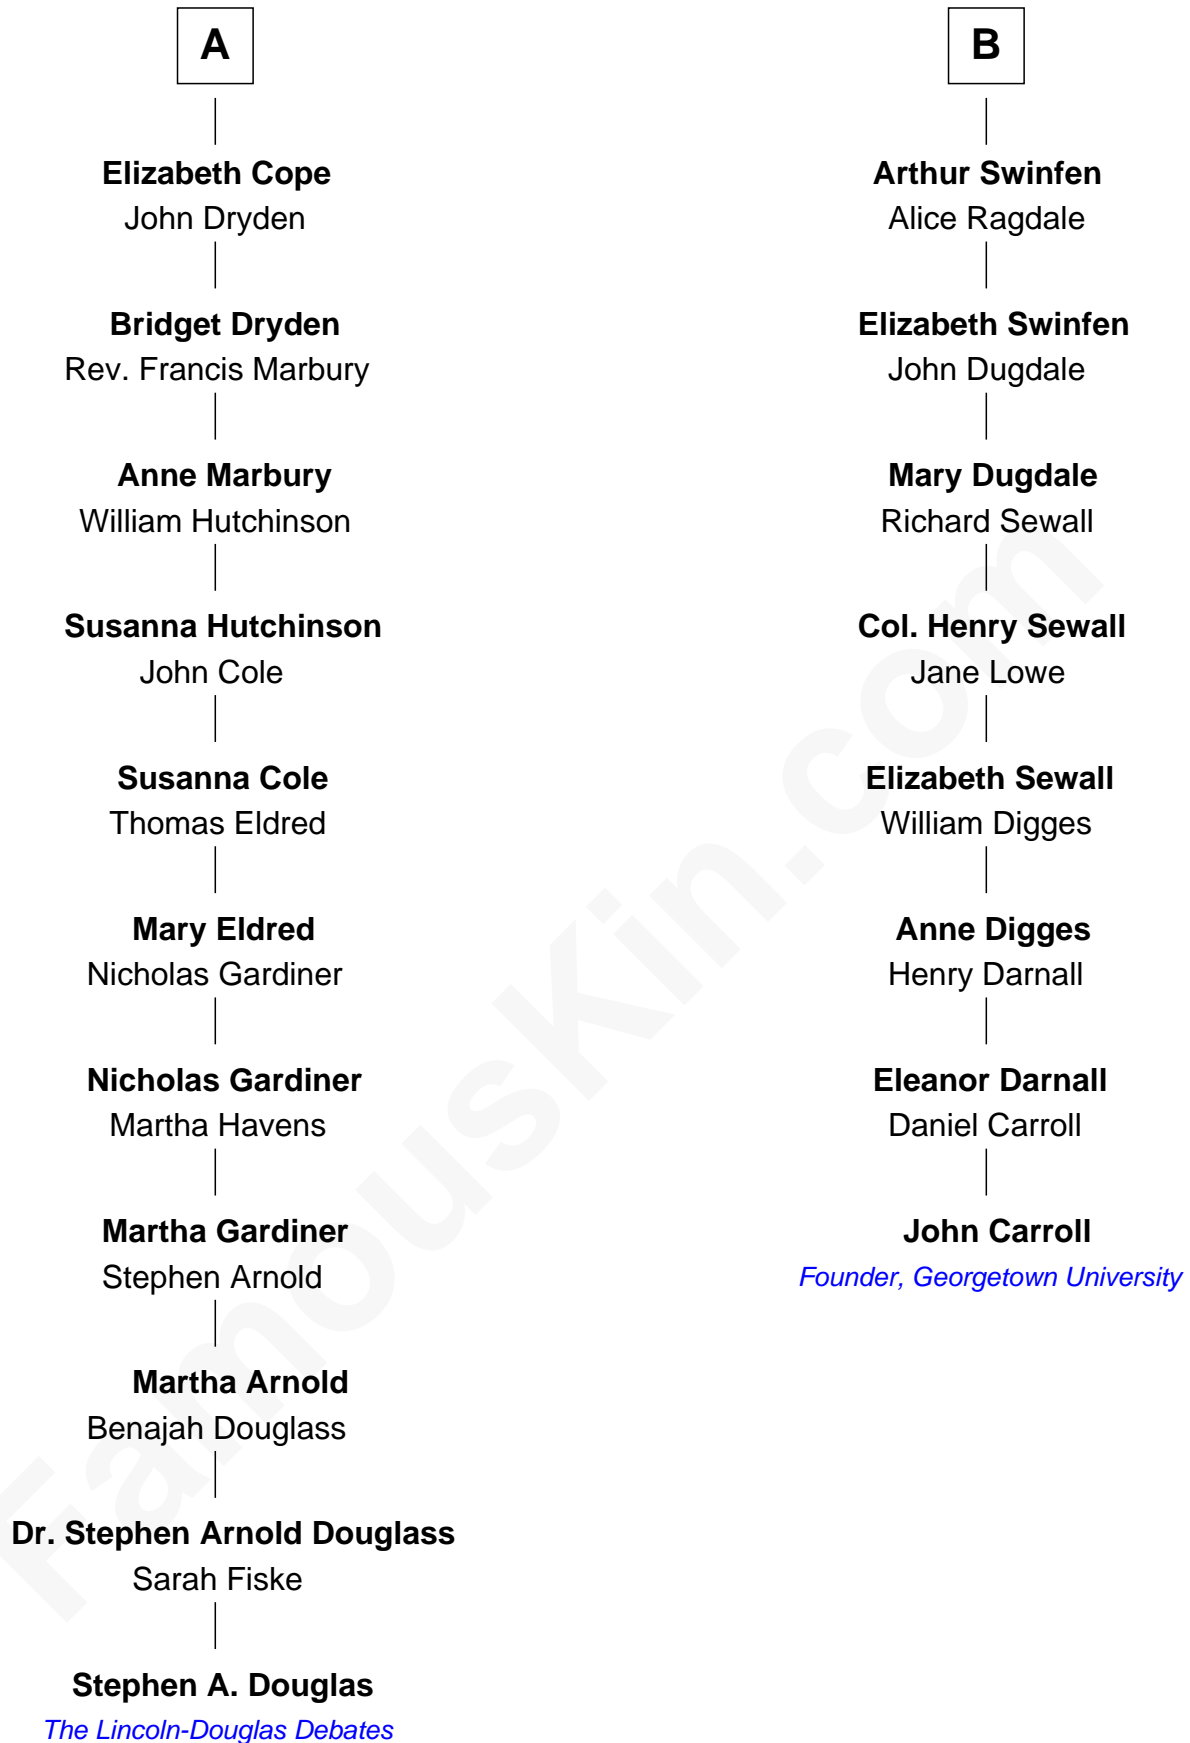 A
Elizabeth Cope
John Dryden
Bridget Dryden
Rev. Francis Marbury
Anne Marbury
William Hutchinson
Susanna Hutchinson
John Cole
Susanna Cole
Thomas Eldred
Mary Eldred
Nicholas Gardiner
Nicholas Gardiner
Martha Havens
Martha Gardiner
Stephen Arnold
Martha Arnold
Benajah Douglass
Dr. Stephen Arnold Douglass
Sarah Fiske
Stephen A. Douglas
The Lincoln-Douglas Debates
B
Arthur Swinfen
Alice Ragdale
Elizabeth Swinfen
John Dugdale
Mary Dugdale
Richard Sewall
Col. Henry Sewall
Jane Lowe
Elizabeth Sewall
William Digges
Anne Digges
Henry Darnall
Eleanor Darnall
Daniel Carroll
John Carroll
Founder, Georgetown University
FamousKin.com